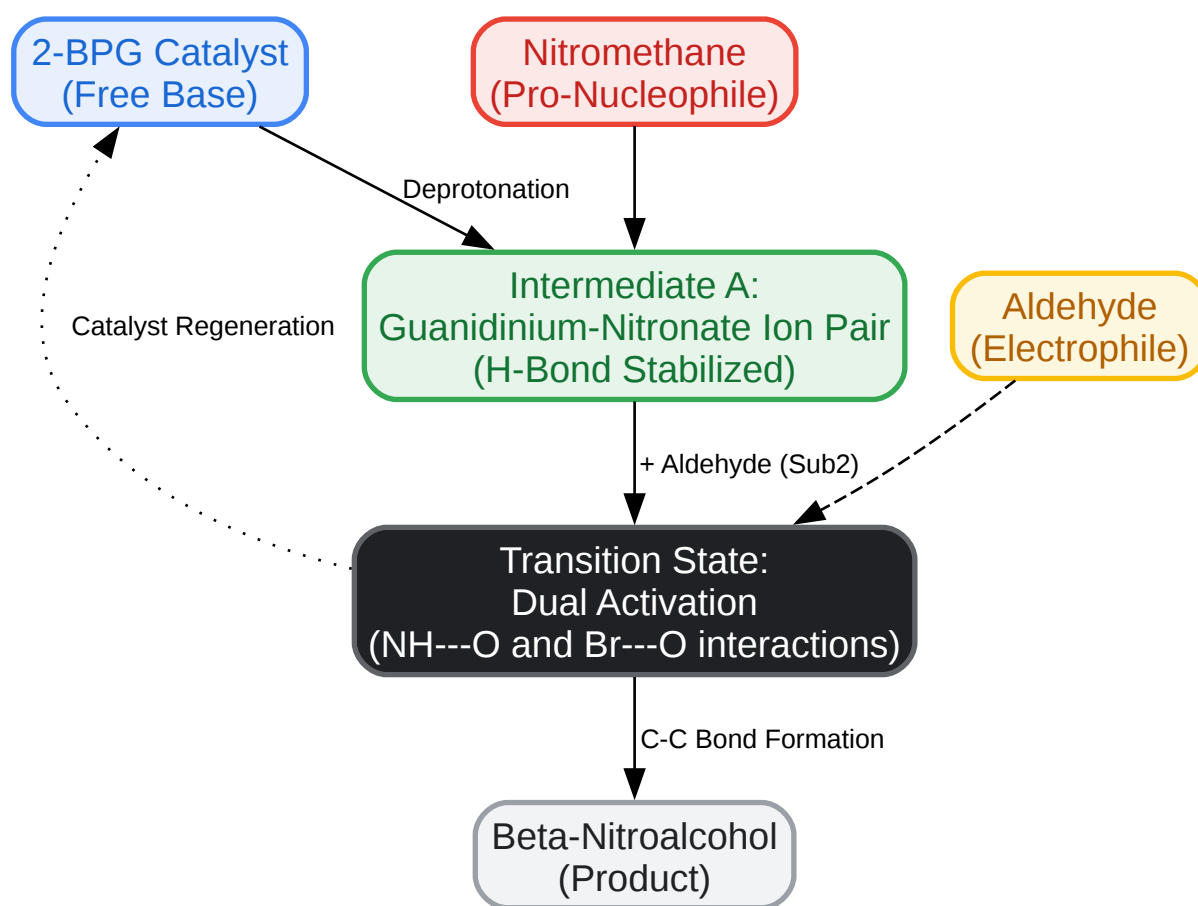 2-BPG Catalyst
(Free Base)
Nitromethane
(Pro-Nucleophile)
Deprotonation
Intermediate A:
Guanidinium-Nitronate Ion Pair
(H-Bond Stabilized)
Aldehyde
(Electrophile)
Catalyst Regeneration
+ Aldehyde (Sub2)
Transition State:
Dual Activation
(NH---O and Br---O interactions)
C-C Bond Formation
Beta-Nitroalcohol
(Product)